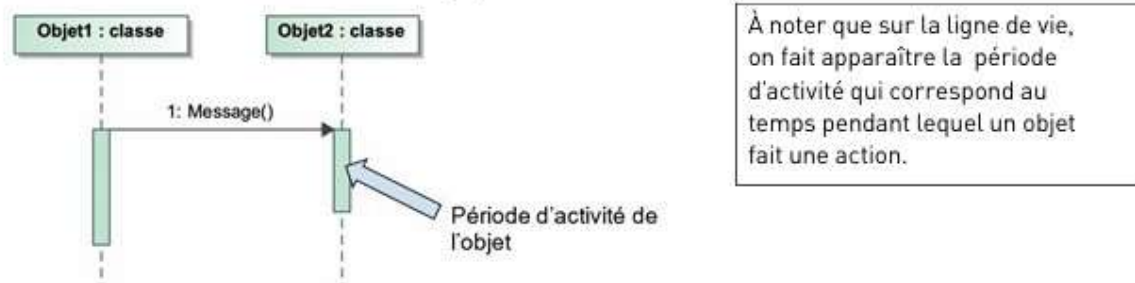 Objet1 : classe
Objet2 : classe
1: Message()
Période d'activité de
l'objet
À noter que sur la ligne de vie,
on fait apparaître la période
d'activité qui correspond au
temps pendant lequel un objet
fait une action.